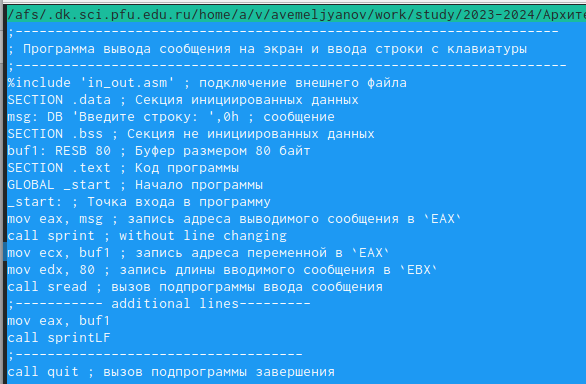 /afs/.dk.sci.pfu.edu.ru/home/a/v/avemeljyanov/work/study/2023-2024/Архите
;-------------------------------------------------------------------
; Программа вывода сообщения на экран и ввода строки с клавиатуры
;--------------------------------------------------------------------
%include 'in_out.asm' ; подключение внешнего файла
SECTION .data ; Секция инициированных данных
msg: DB 'Введите строку: ',0h ; сообщение
SECTION .bss ; Секция не инициированных данных
buf1: RESB 80 ; Буфер размером 80 байт
SECTION .text ; Код программы
GLOBAL _start ; Начало программы
_start: ; Точка входа в программу
mov eax, msg ; запись адреса выводимого сообщения в `EAX`
call sprint ; without line changing
mov ecx, buf1 ; запись адреса переменной в `EAX`
mov edx, 80 ; запись длины вводимого сообщения в `EBX`
call sread ; вызов подпрограммы ввода сообщения
;----------- additional lines---------
mov eax, buf1
call sprintLF
;------------------------------------
call quit ; вызов подпрограммы завершения